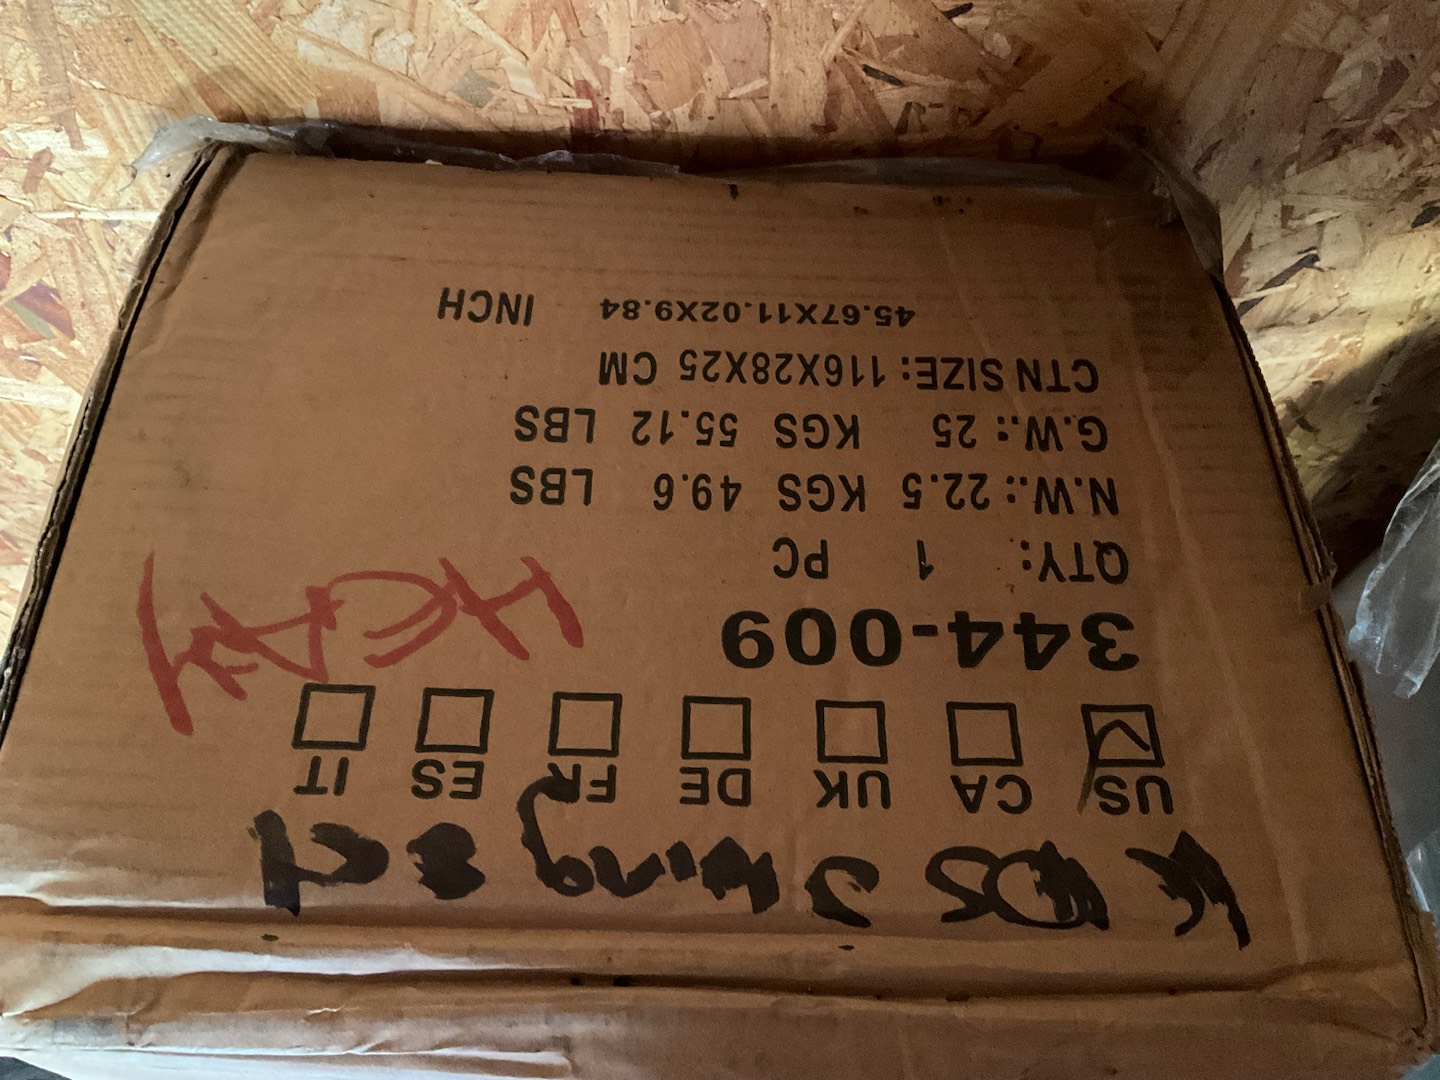 KIDS Swing set
US CA UK DE FR ES IT
344-009
QTY: 1 PC
N.W.: 22.5 KGS 49.6 LBS
G.W.: 25 KGS 55.12 LBS
CTN SIZE: 116X28X25 CM
45.67X11.02X9.84 INCH